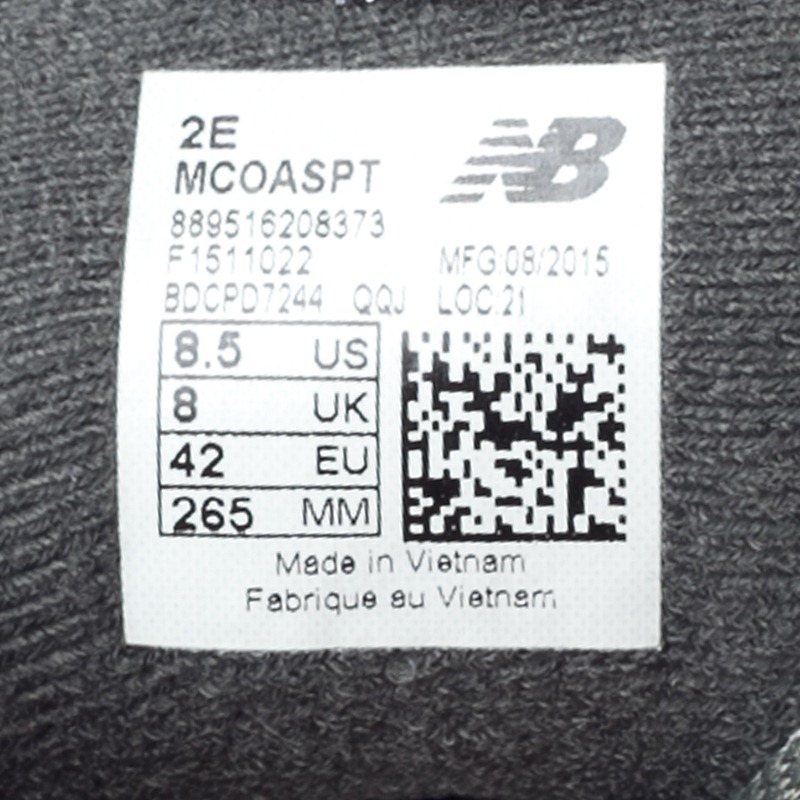 2E
NB
MCOASPT
889516208373
F1511022 MFG:08/2015
BDCPD7244 QQJ LOC:21
8.5 US
8 UK
42 EU
265 MM
Made in Vietnam
Fabrique au Vietnam